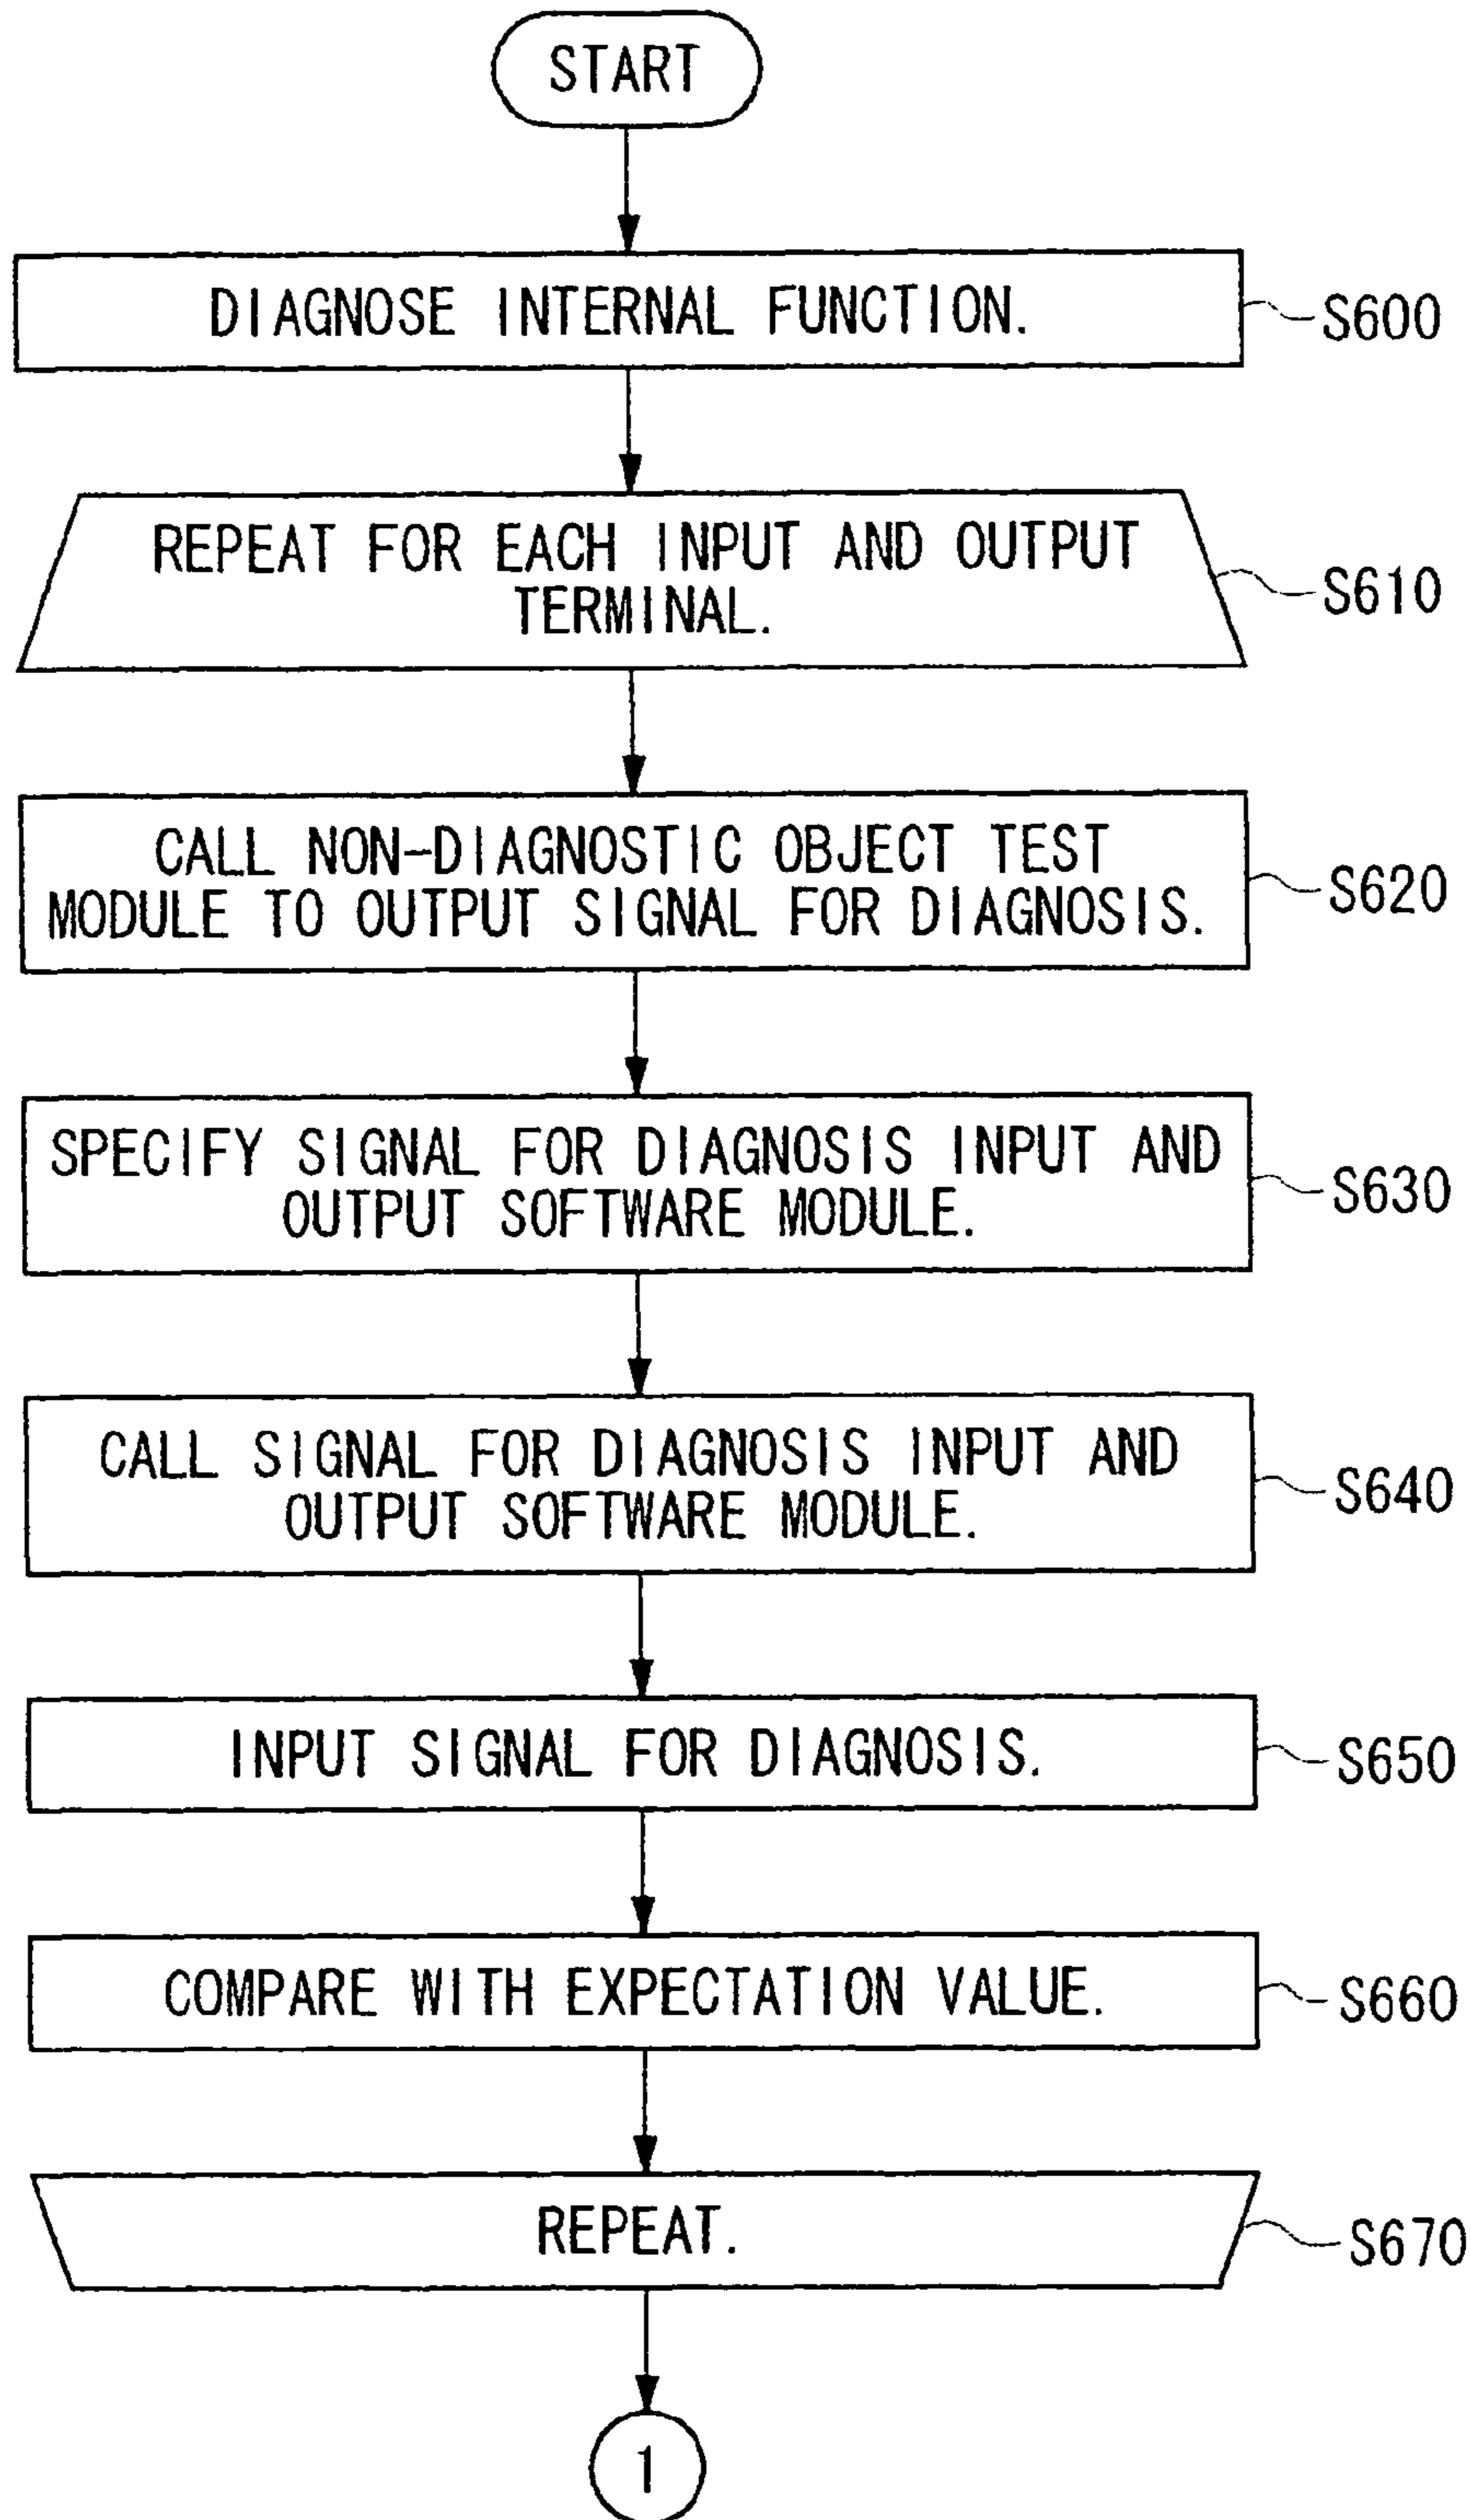 START
DIAGNOSE INTERNAL FUNCTION.
S600
REPEAT FOR EACH INPUT AND OUTPUT
TERMINAL.
S610
CALL NON-DIAGNOSTIC OBJECT TEST
MODULE TO OUTPUT SIGNAL FOR DIAGNOSIS.
S620
SPECIFY SIGNAL FOR DIAGNOSIS INPUT AND
OUTPUT SOFTWARE MODULE.
S630
CALL SIGNAL FOR DIAGNOSIS INPUT AND
OUTPUT SOFTWARE MODULE.
S640
INPUT SIGNAL FOR DIAGNOSIS.
S650
COMPARE WITH EXPECTATION VALUE.
S660
REPEAT.
S670
1